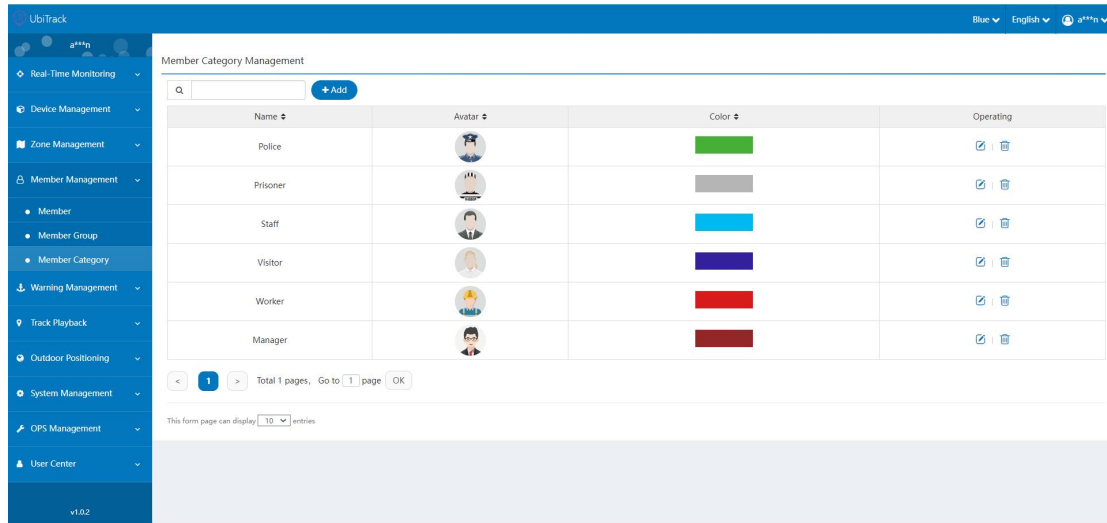 UbiTrack
Blue English a***n
a***n
Real-Time Monitoring
Device Management
Zone Management
Member Management
Member
Member Group
Member Category
Warning Management
Track Playback
Outdoor Positioning
System Management
OPS Management
User Center
v1.0.2
Member Category Management
+ Add
Name Avatar Color Operating
Police
Prisoner
Staff
Visitor
Worker
Manager
< 1 > Total 1 pages, Go to 1 page OK
This form page can display 10 entries